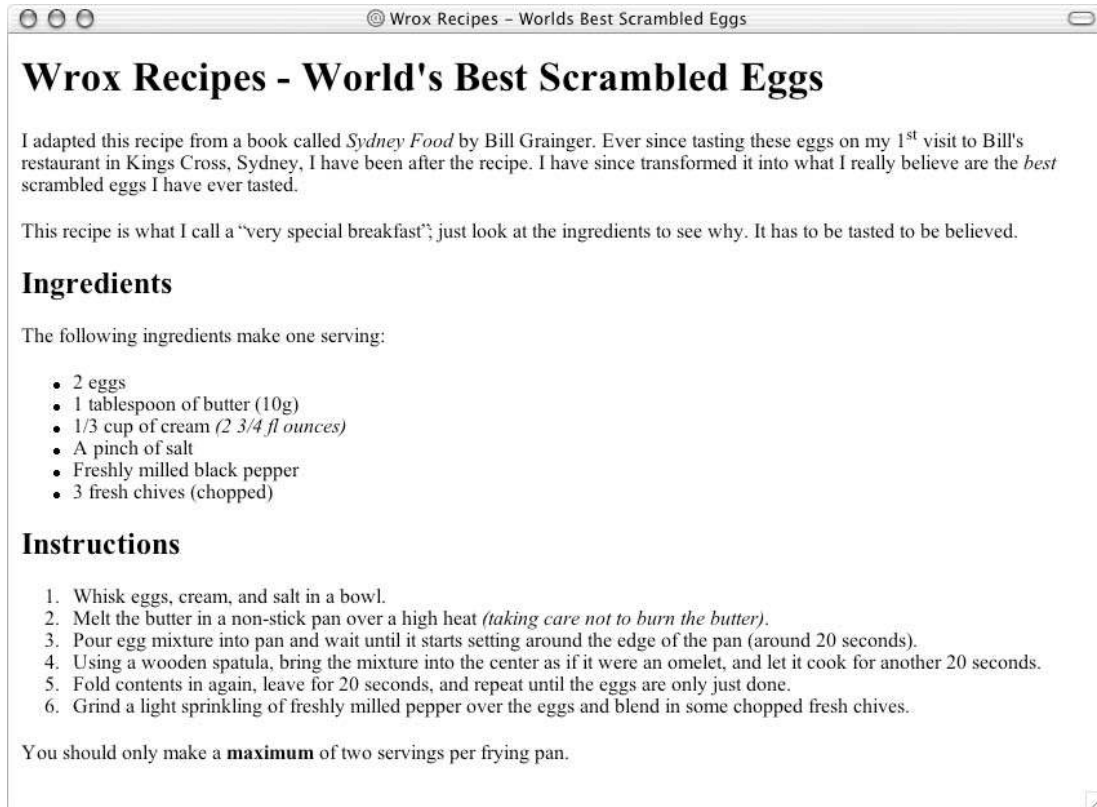 Wrox Recipes – Worlds Best Scrambled Eggs
Wrox Recipes - World's Best Scrambled Eggs
I adapted this recipe from a book called Sydney Food by Bill Grainger. Ever since tasting these eggs on my 1st visit to Bill's
restaurant in Kings Cross, Sydney, I have been after the recipe. I have since transformed it into what I really believe are the best
scrambled eggs I have ever tasted.
This recipe is what I call a “very special breakfast”; just look at the ingredients to see why. It has to be tasted to be believed.
Ingredients
The following ingredients make one serving:
• 2 eggs
• 1 tablespoon of butter (10g)
• 1/3 cup of cream (2 3/4 fl ounces)
• A pinch of salt
• Freshly milled black pepper
• 3 fresh chives (chopped)
Instructions
1. Whisk eggs, cream, and salt in a bowl.
2. Melt the butter in a non-stick pan over a high heat (taking care not to burn the butter).
3. Pour egg mixture into pan and wait until it starts setting around the edge of the pan (around 20 seconds).
4. Using a wooden spatula, bring the mixture into the center as if it were an omelet, and let it cook for another 20 seconds.
5. Fold contents in again, leave for 20 seconds, and repeat until the eggs are only just done.
6. Grind a light sprinkling of freshly milled pepper over the eggs and blend in some chopped fresh chives.
You should only make a maximum of two servings per frying pan.